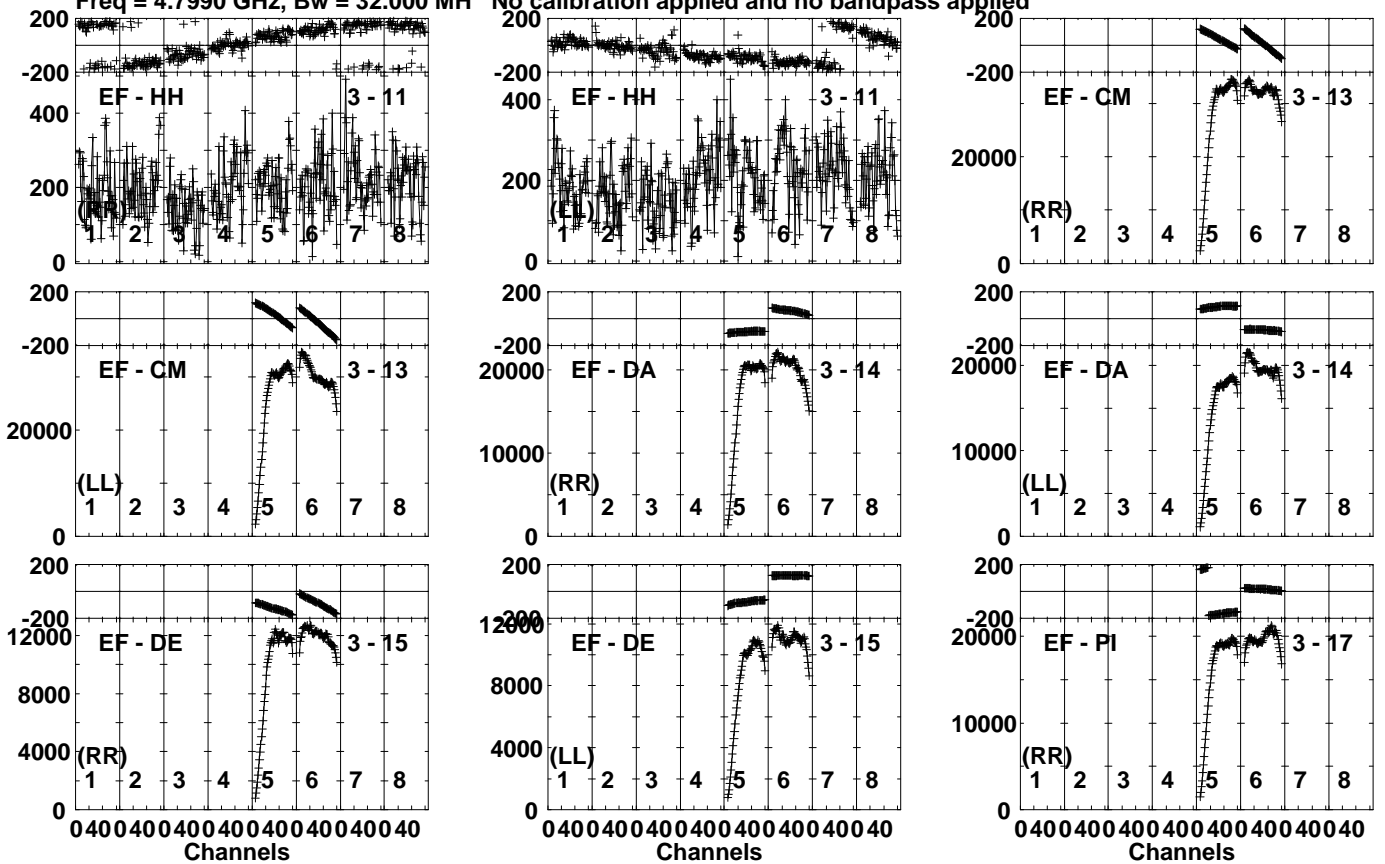 Freq = 4.7990 GHz, Bw = 32.000 MH No calibration applied and no bandpass applied
200
-200
EF - HH 3 - 11
400
200
(RR)
1 2 3 4 5 6 7 8
0
200
-200
EF - HH 3 - 11
400
200
(LL)
1 2 3 4 5 6 7 8
0
200
-200
EF - CM 3 - 13
20000
(RR)
1 2 3 4 5 6 7 8
0
200
-200
EF - CM 3 - 13
20000
(LL)
1 2 3 4 5 6 7 8
0
200
-200
20000
EF - DA 3 - 14
10000
(RR)
1 2 3 4 5 6 7 8
0
200
-200
20000
EF - DA 3 - 14
10000
(LL)
1 2 3 4 5 6 7 8
0
200
-200
12000
EF - DE 3 - 15
8000
4000
(RR)
1 2 3 4 5 6 7 8
0
0 40 0 40 0 40 0 40 0 40 0 40 0 40 0 40
Channels
200
-200
12000
EF - DE 3 - 15
8000
4000
(LL)
1 2 3 4 5 6 7 8
0
0 40 0 40 0 40 0 40 0 40 0 40 0 40 0 40
Channels
200
-200
20000
EF - PI 3 - 17
10000
(RR)
1 2 3 4 5 6 7 8
0
0 40 0 40 0 40 0 40 0 40 0 40 0 40 0 40
Channels